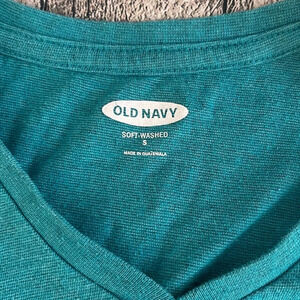 OLD NAVY
SOFT-WASHED
S
MADE IN GUATEMALA